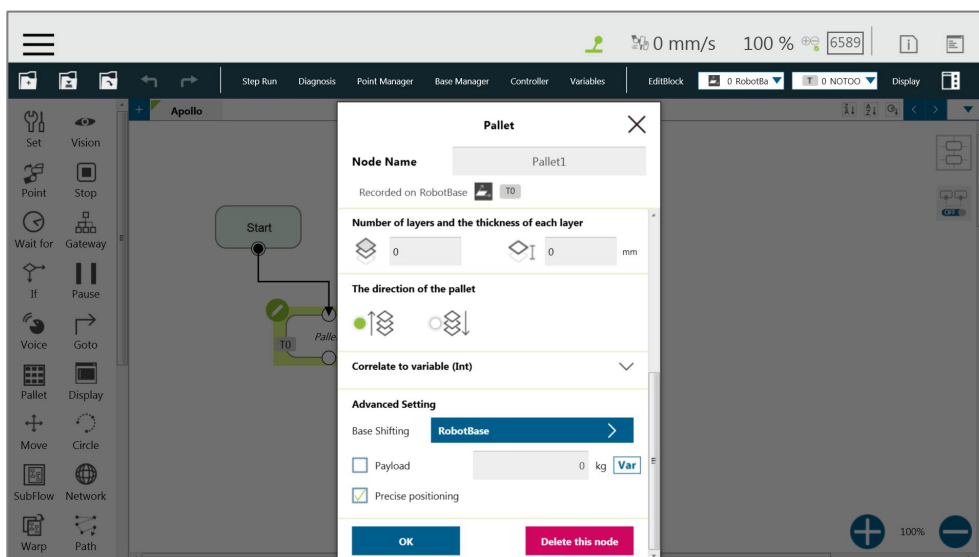 0 mm/s 100 % 6589
Step Run Diagnosis Point Manager Base Manager Controller Variables EditBlock 0 RobotBa T 0 NOTOO Display
+ Apollo
Set Vision
Point Stop
Wait for Gateway
If Pause
Voice Goto
Pallet Display
Move Circle
SubFlow Network
Warp Path
Start
T0 Palle
Pallet
Node Name Pallet1
Recorded on RobotBase T0
Number of layers and the thickness of each layer
0 0 mm
The direction of the pallet
Correlate to variable (Int)
Advanced Setting
Base Shifting RobotBase
Payload 0 kg Var
Precise positioning
OK Delete this node
OFF
100%